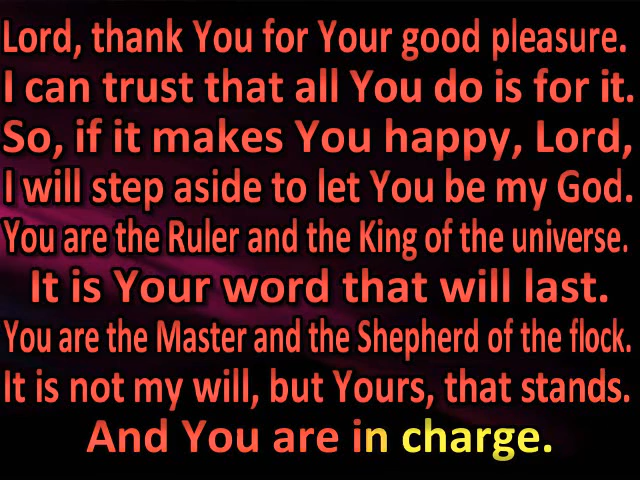 Lord, thank You for Your good pleasure.
I can trust that all You do is for it.
So, if it makes You happy, Lord,
I will step aside to let You be my God.
You are the Ruler and the King of the universe.
It is Your word that will last.
You are the Master and the Shepherd of the flock.
It is not my will, but Yours, that stands.
And You are in charge.